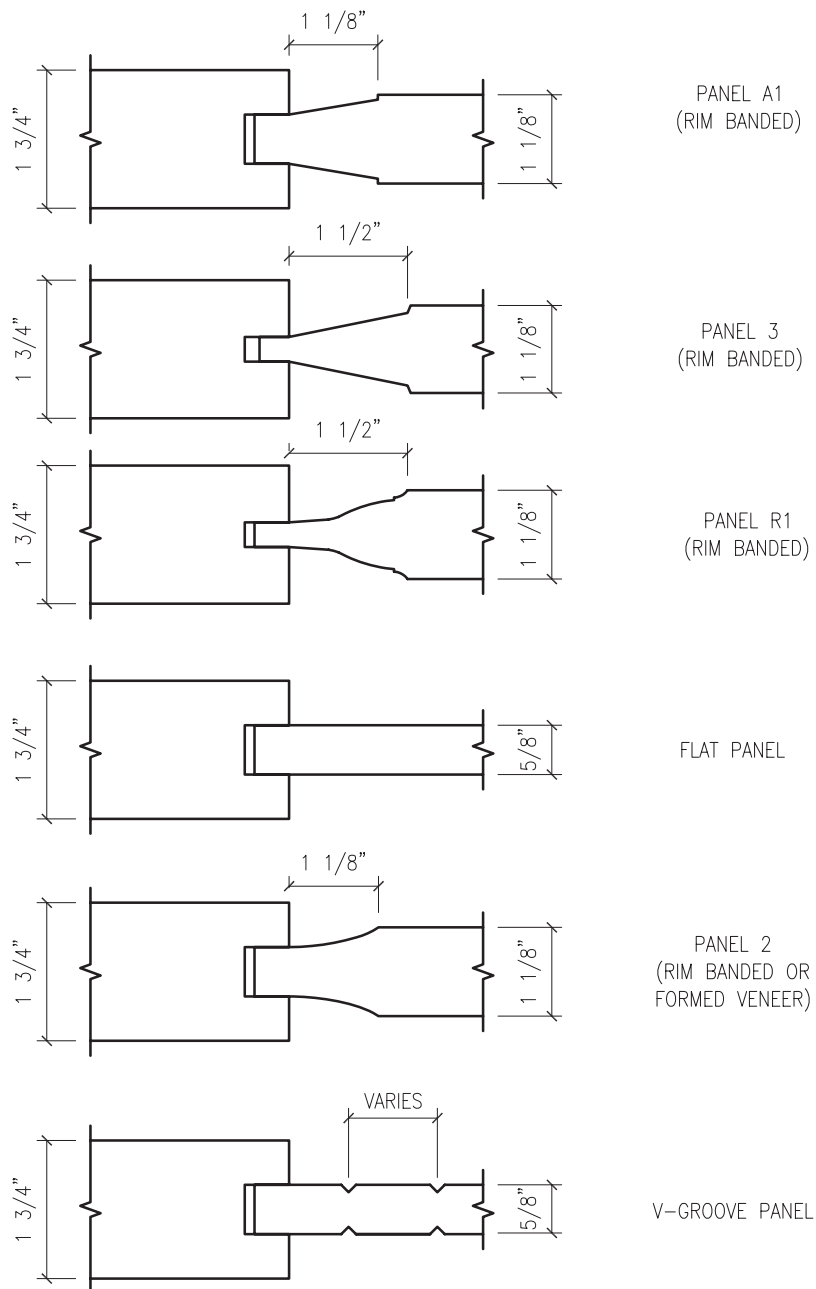 1 1/8”
1 3/4”
1 1/8”
PANEL A1
(RIM BANDED)
1 1/2”
1 3/4”
1 1/8”
PANEL 3
(RIM BANDED)
1 1/2”
1 3/4”
1 1/8”
PANEL R1
(RIM BANDED)
1 3/4”
5/8”
FLAT PANEL
1 1/8”
1 3/4”
1 1/8”
PANEL 2
(RIM BANDED OR
FORMED VENEER)
VARIES
1 3/4”
5/8”
V-GROOVE PANEL